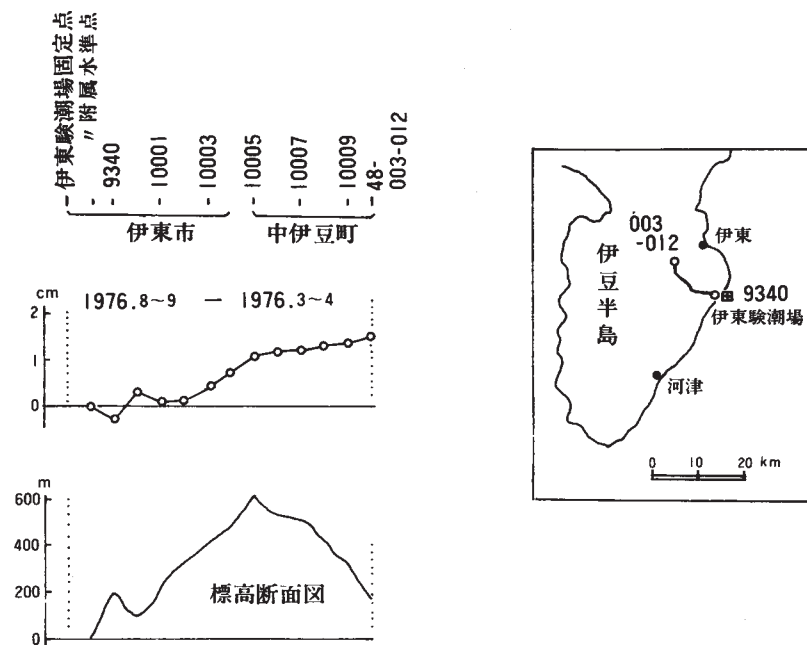 伊東験潮場固定点
〃附属水準点
9340
10001
10003
10005
10007
10009
48-
003-012
伊東市
中伊豆町
cm
1976.8~9 — 1976.3~4
2
1
0
m
600
400
200
0
標高断面図
003
-012
伊東
伊豆半島
9340
伊東験潮場
河津
0 10 20 km